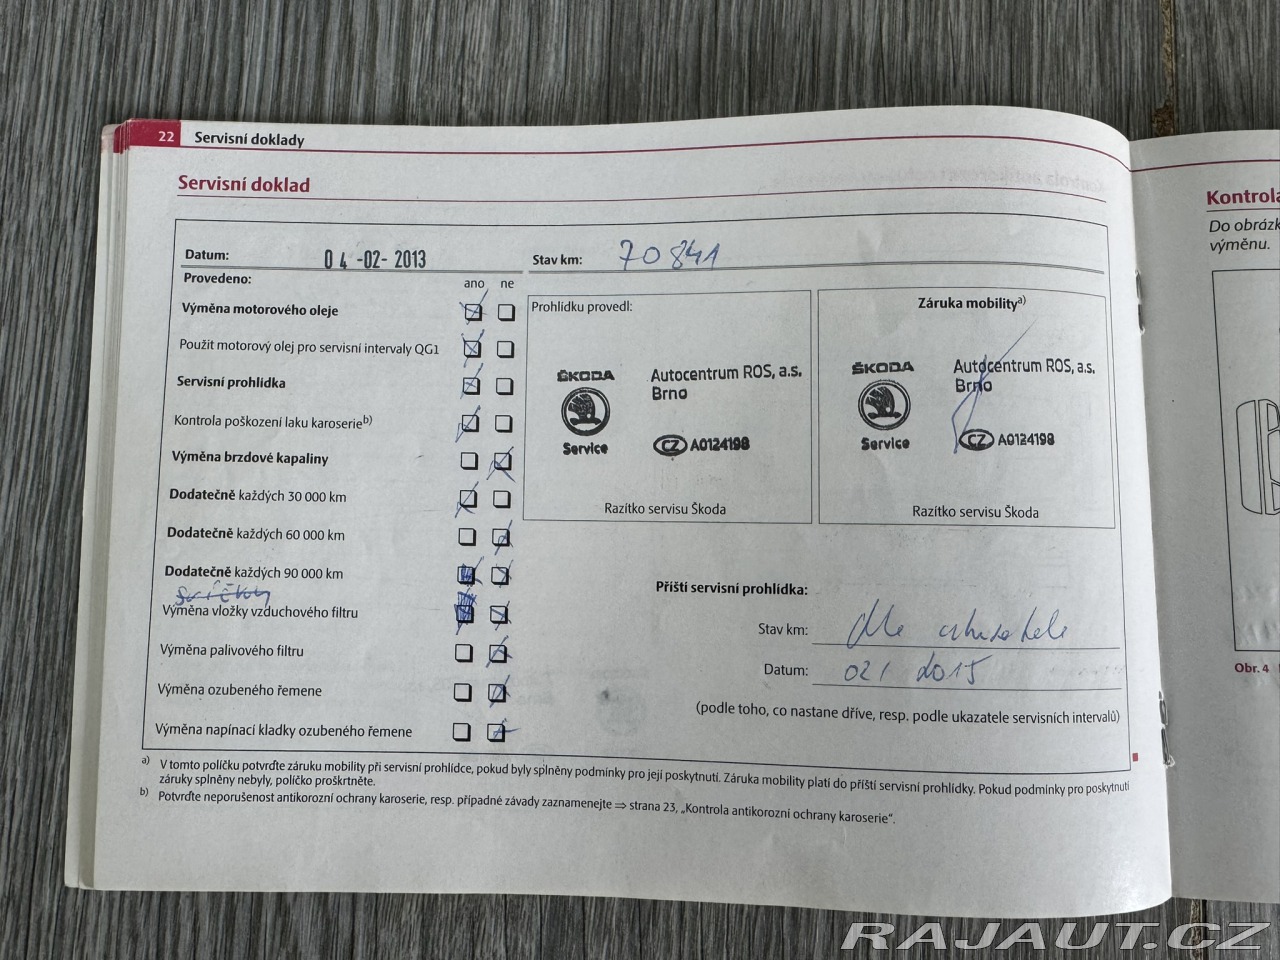 22 Servisní doklady
Servisní doklad
Datum: 04-02-2013 Stav km: 70841
Provedeno: ano ne
Výměna motorového oleje
Použit motorový olej pro servisní intervaly QG1
Servisní prohlídka
Kontrola poškození laku karoserie b)
Výměna brzdové kapaliny
Dodatečně každých 30 000 km
Dodatečně každých 60 000 km
Dodatečně každých 90 000 km
Svíčky
Výměna vložky vzduchového filtru
Výměna palivového filtru
Výměna ozubeného řemene
Výměna napínací kladky ozubeného řemene
Prohlídku provedl:
ŠKODA
Service
Autocentrum ROS, a.s.
Brno
CZ A0124198
Razítko servisu Škoda
Záruka mobility a)
ŠKODA
Service
Autocentrum ROS, a.s.
Brno
CZ A0124198
Razítko servisu Škoda
Příští servisní prohlídka:
Stav km: dle ukazatele
Datum: 02/2015
(podle toho, co nastane dříve, resp. podle ukazatele servisních intervalů)
a) V tomto políčku potvrďte záruku mobility při servisní prohlídce, pokud byly splněny podmínky pro její poskytnutí. Záruka mobility platí do příští servisní prohlídky. Pokud podmínky pro poskytnutí
záruky splněny nebyly, políčko proškrtněte.
b) Potvrďte neporušenost antikorozní ochrany karoserie, resp. případné závady zaznamenejte ⇒ strana 23, „Kontrola antikorozní ochrany karoserie“.
Kontrola
Do obrázk
výměnu.
Obr. 4
RAJAUT.CZ